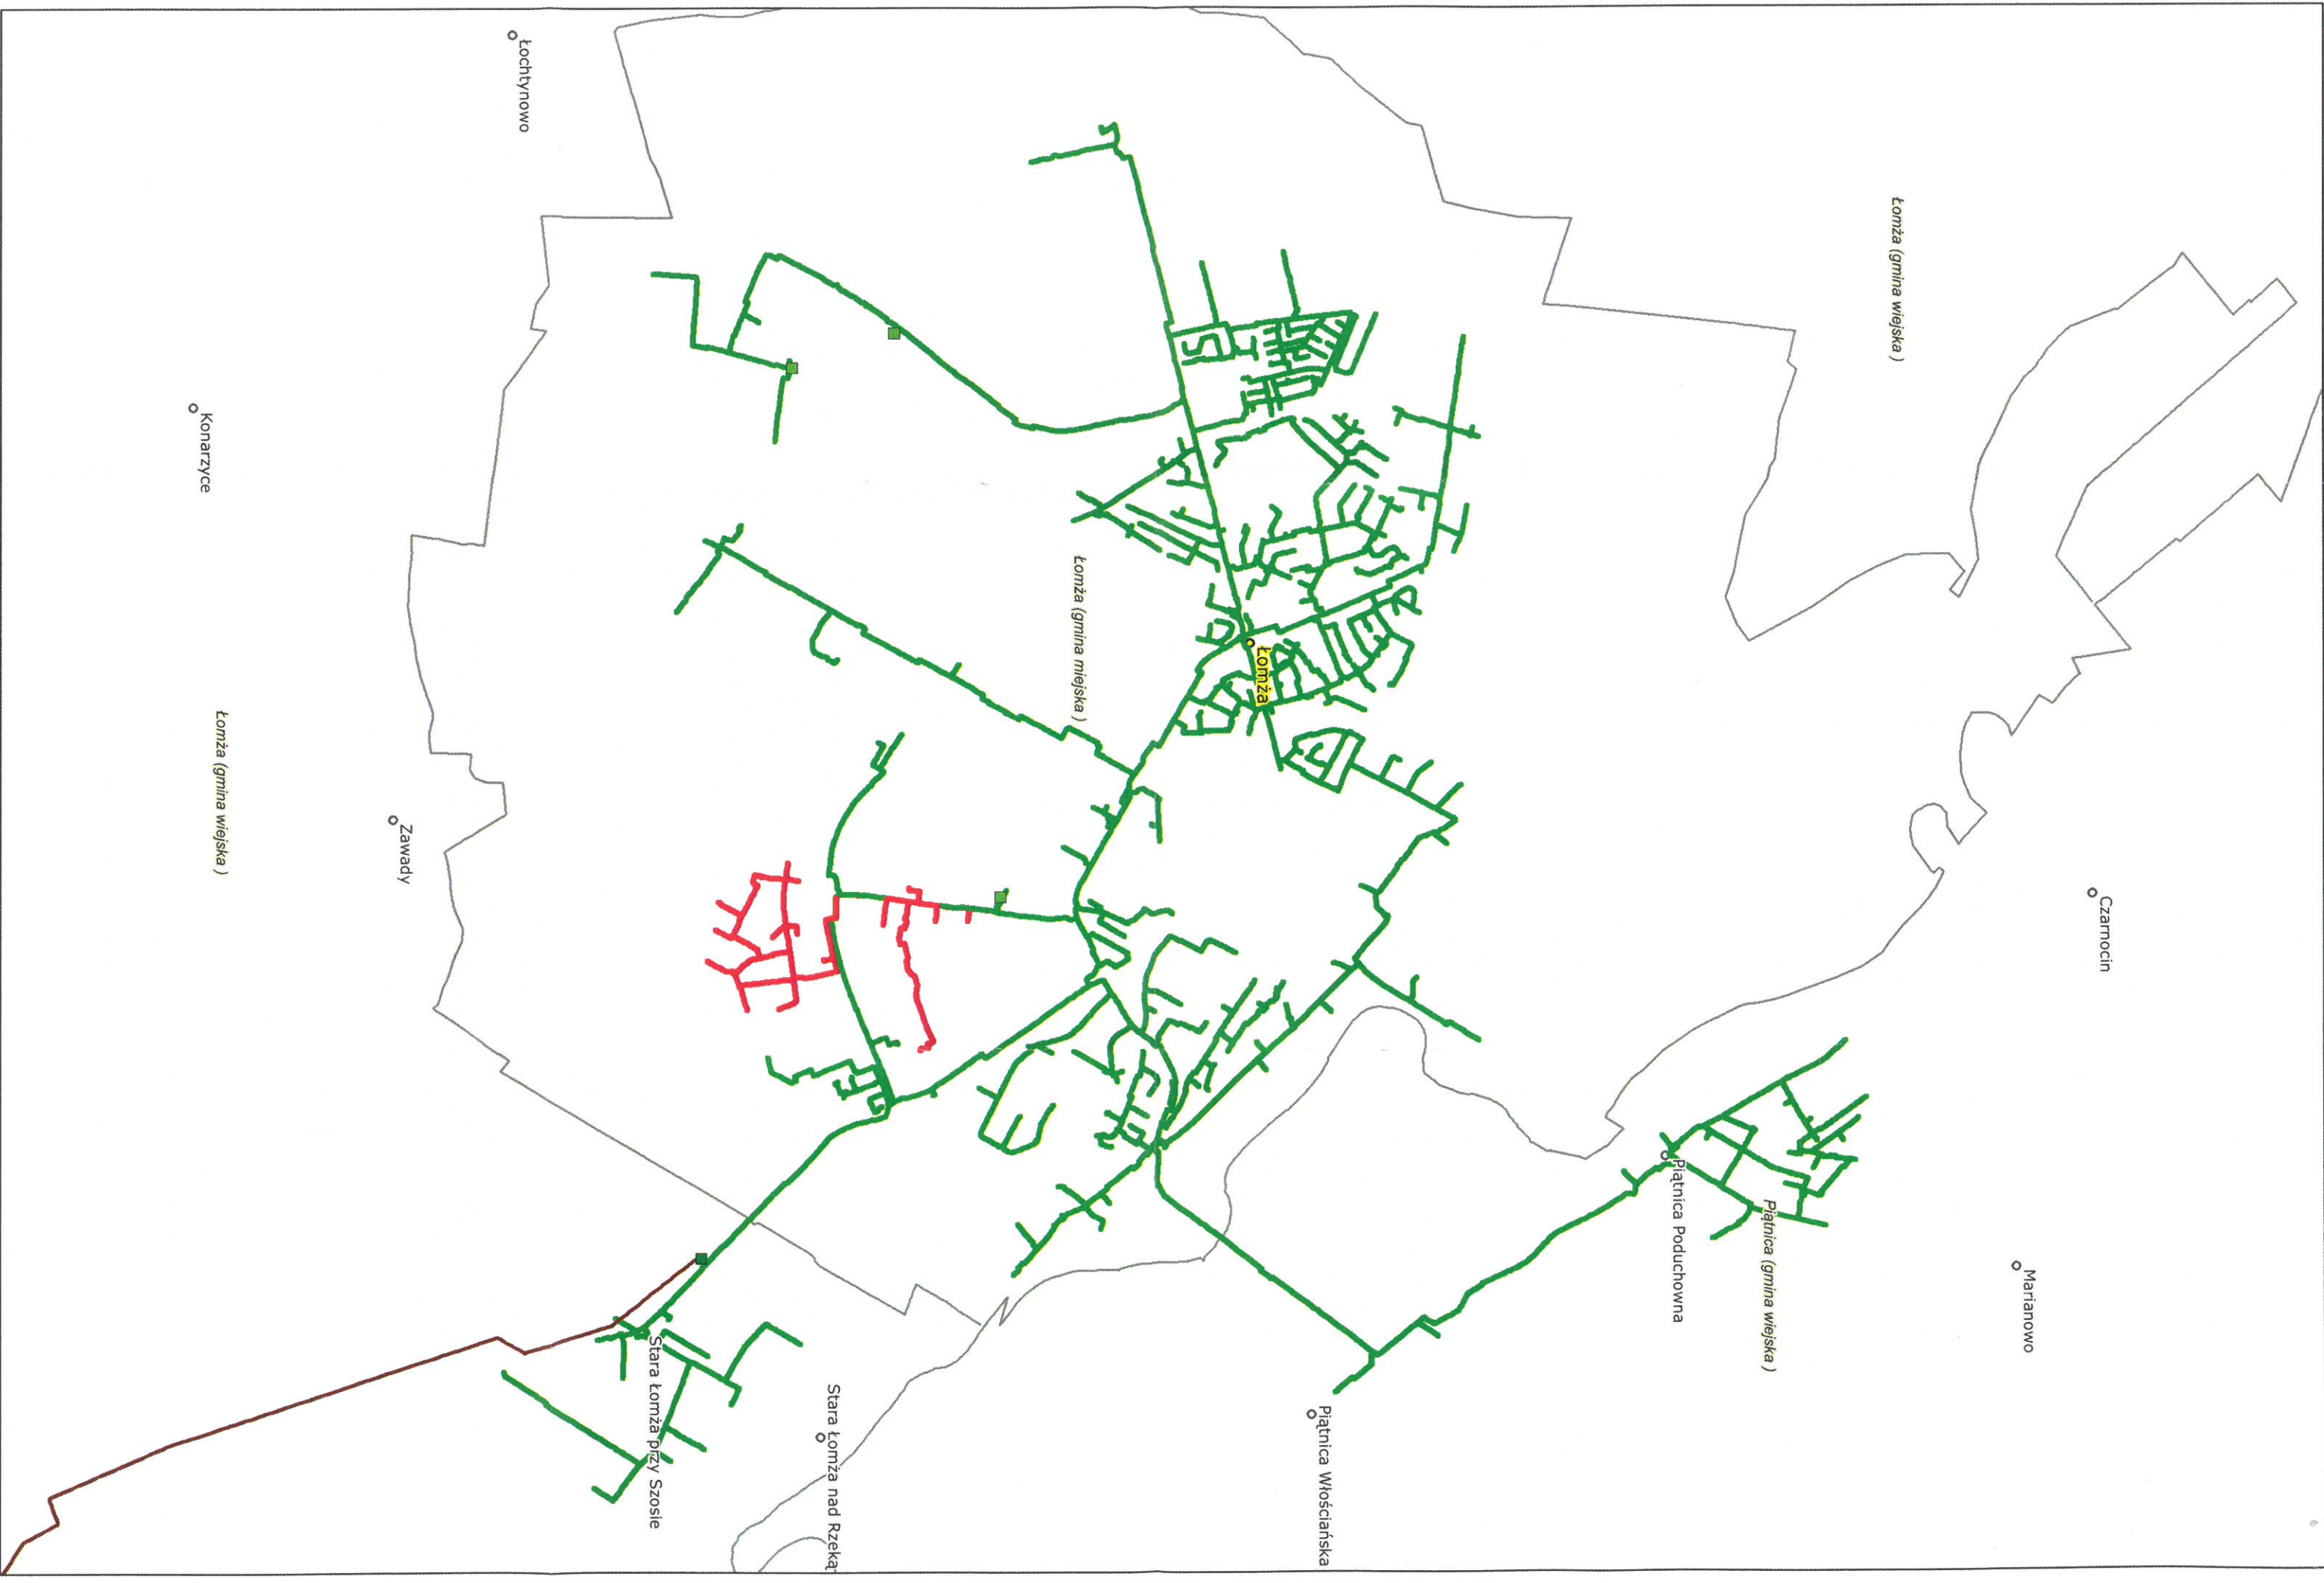 Czarnocin
Marianowo
Łomża (gmina wiejska )
Piątnica (gmina wiejska )
Piątnica Poduchowna
Piątnica Włościańska
Łomża
Łomża (gmina miejska )
Stara Łomża nad Rzeką
Stara Łomża przy Szosie
Łochtynowo
Zawady
Łomża (gmina wiejska )
Konarzyce